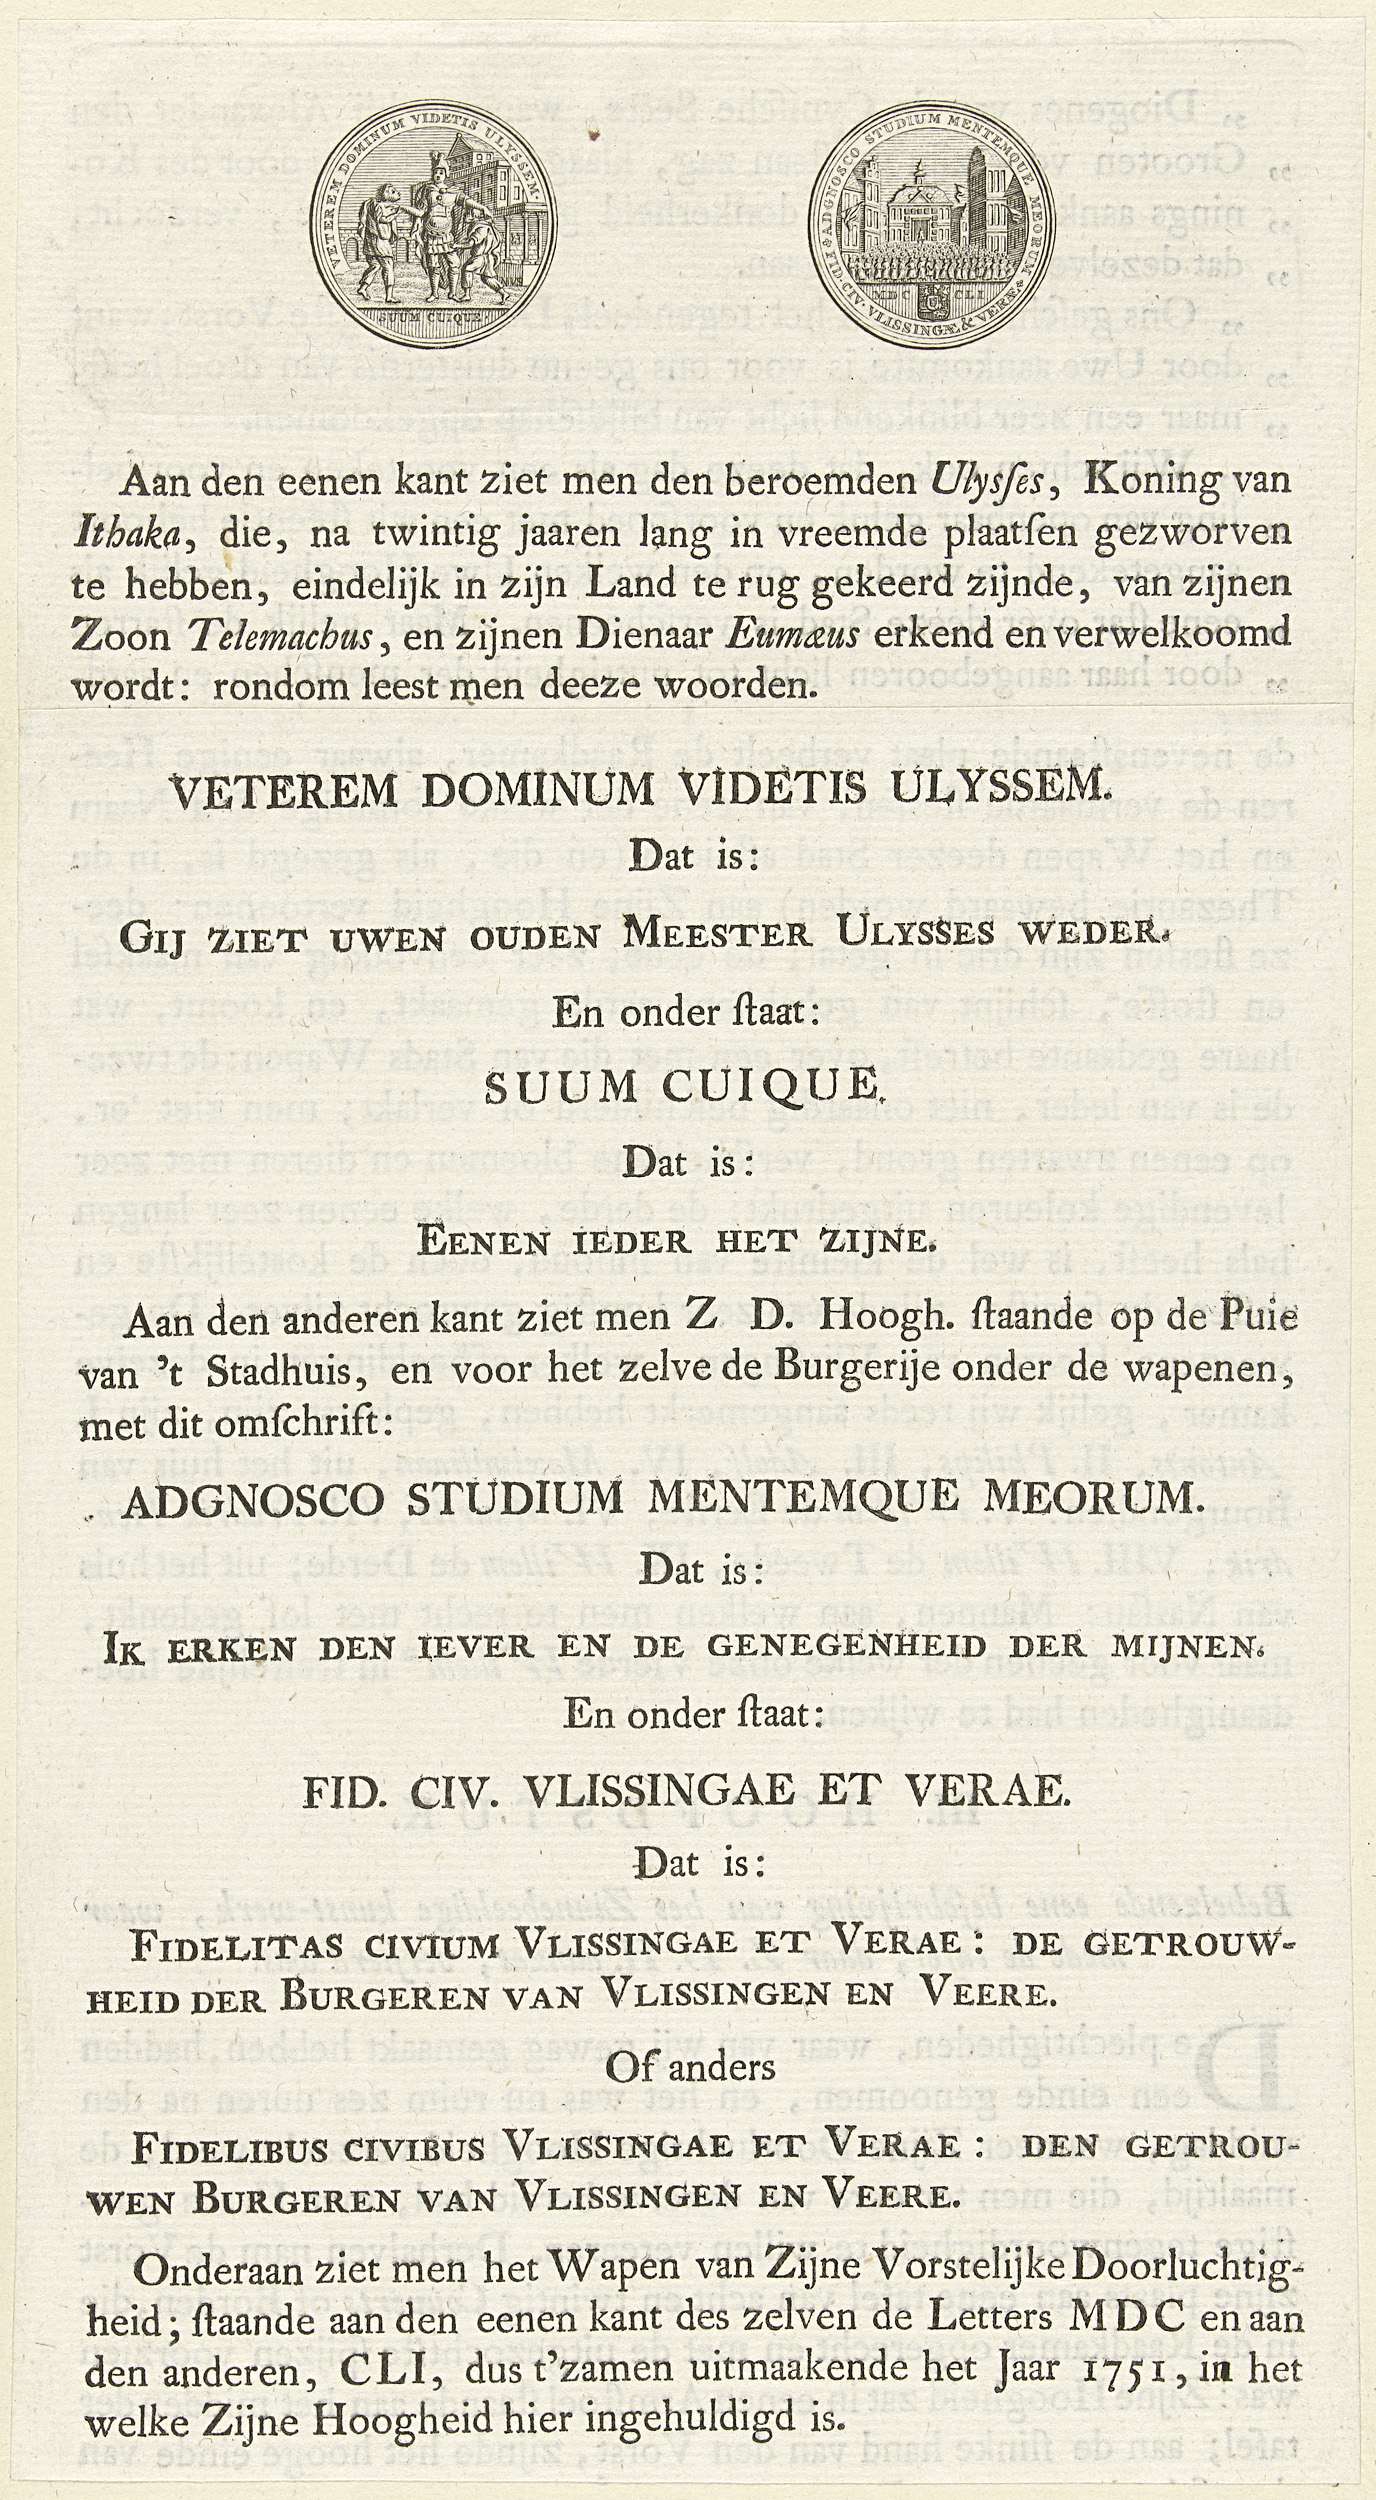 VETEREM DOMINUM VIDETIS ULYSSEM.
SUUM CUIQUE.
ADGNOSCO STUDIUM MENTEMQUE MEORUM
MDC CLI
FID. CIV. VLISSINGÆ & VERÆ
Aan den eenen kant ziet men den beroemden Ulysſes, Koning van
Ithaka, die, na twintig jaaren lang in vreemde plaatſen gezworven
te hebben, eindelijk in zijn Land te rug gekeerd zijnde, van zijnen
Zoon Telemachus, en zijnen Dienaar Eumæus erkend en verwelkoomd
wordt: rondom leest men deeze woorden.
VETEREM DOMINUM VIDETIS ULYSSEM.
Dat is:
GIJ ZIET UWEN OUDEN MEESTER ULYSSES WEDER.
En onder ſtaat:
SUUM CUIQUE.
Dat is:
EENEN IEDER HET ZIJNE.
Aan den anderen kant ziet men Z D. Hoogh. ſtaande op de Puie
van 't Stadhuis, en voor het zelve de Burgerije onder de wapenen,
met dit omſchrift:
ADGNOSCO STUDIUM MENTEMQUE MEORUM.
Dat is:
IK ERKEN DEN IEVER EN DE GENEGENHEID DER MIJNEN.
En onder ſtaat:
FID. CIV. VLISSINGAE ET VERAE.
Dat is:
FIDELITAS CIVIUM VLISSINGAE ET VERAE: DE GETROUW-
HEID DER BURGEREN VAN VLISSINGEN EN VEERE.
Of anders
FIDELIBUS CIVIBUS VLISSINGAE ET VERAE: DEN GETROU-
WEN BURGEREN VAN VLISSINGEN EN VEERE.
Onderaan ziet men het Wapen van Zijne Vorstelijke Doorluchtig-
heid; ſtaande aan den eenen kant des zelven de Letters MDC en aan
den anderen, CLI, dus t'zamen uitmaakende het Jaar 1751, in het
welke Zijne Hoogheid hier ingehuldigd is.